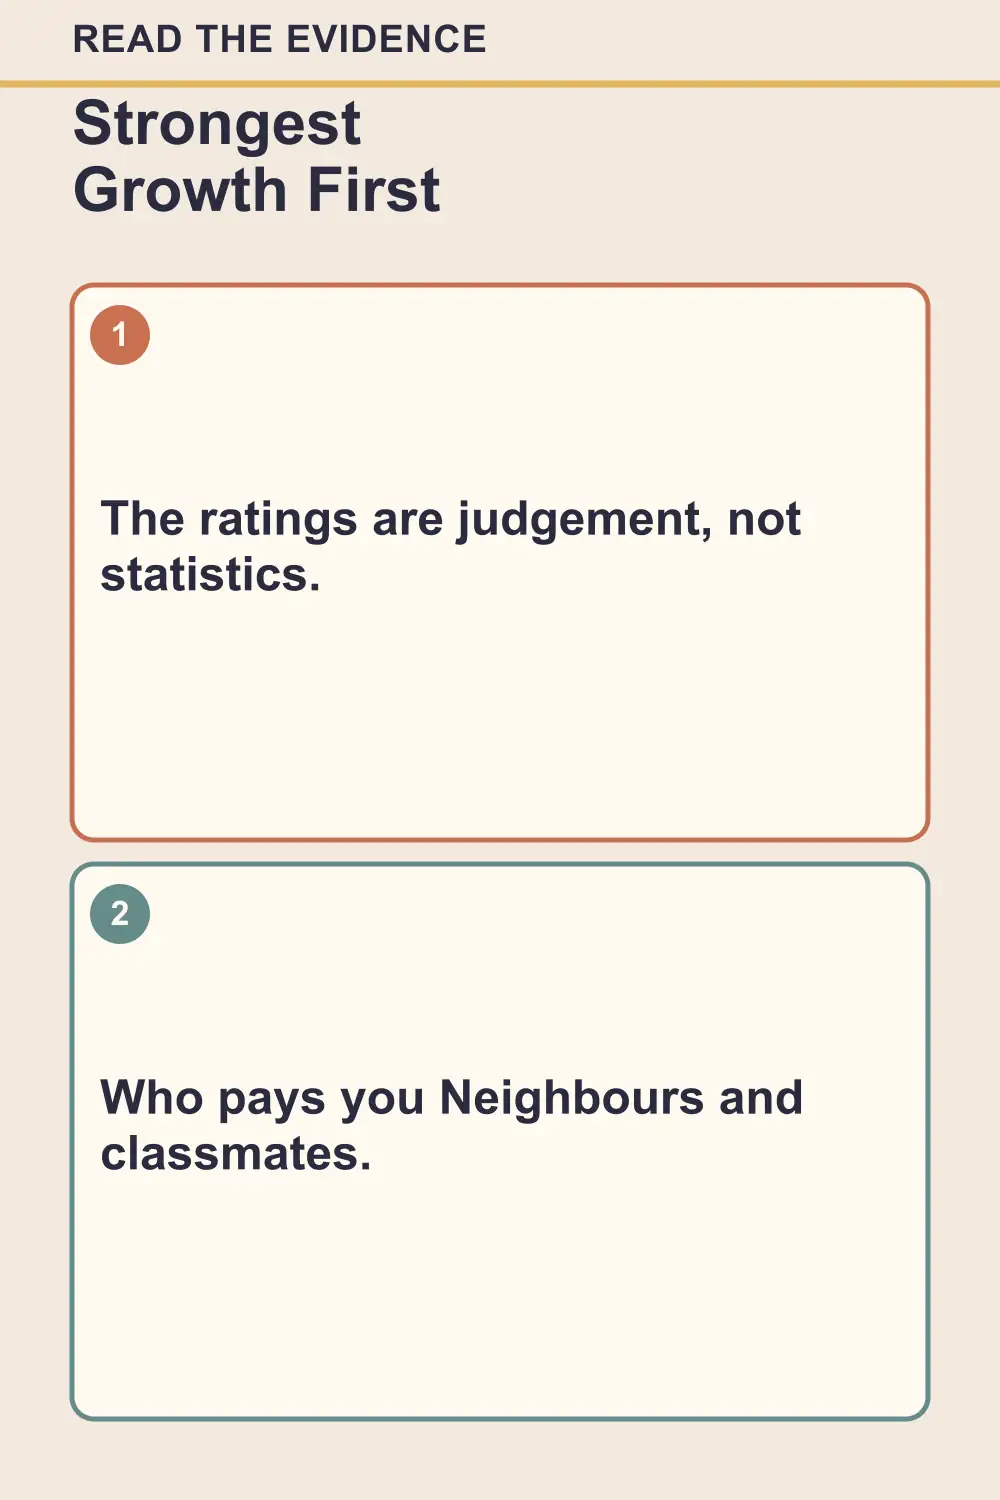 READ THE EVIDENCE
Strongest
Growth First
1
The ratings are judgement, not
statistics.
2
Who pays you Neighbours and
classmates.